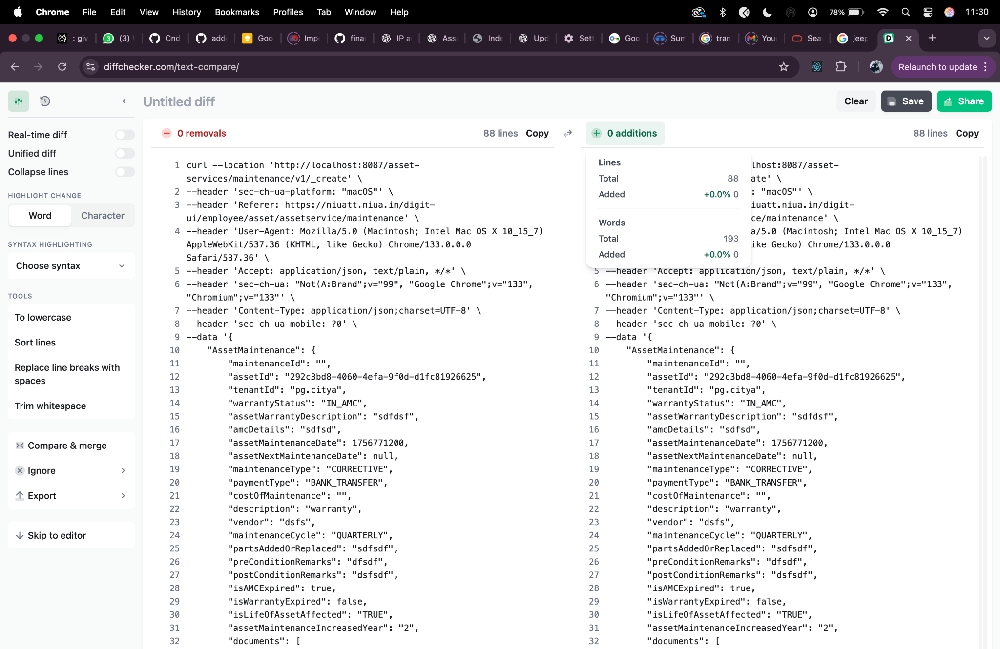 Chrome File Edit View History Bookmarks Profiles Tab Window Help 78% 11:30
: giv (3) Cnd add Goo Imp finar IP a Ass Inde Upd Sett Goo Sum tran You Sea jeep
diffchecker.com/text-compare/ Relaunch to update
Untitled diff Clear Save Share
Real-time diff
Unified diff
Collapse lines
HIGHLIGHT CHANGE
Word Character
SYNTAX HIGHLIGHTING
Choose syntax
TOOLS
To lowercase
Sort lines
Replace line breaks with
spaces
Trim whitespace
Compare & merge
Ignore
Export
Skip to editor
0 removals 88 lines Copy
1 curl --location 'http://localhost:8087/asset-
services/maintenance/v1/_create' \
2 --header 'sec-ch-ua-platform: "macOS"' \
3 --header 'Referer: https://niuatt.niua.in/digit-
ui/employee/asset/assetservice/maintenance' \
4 --header 'User-Agent: Mozilla/5.0 (Macintosh; Intel Mac OS X 10_15_7)
AppleWebKit/537.36 (KHTML, like Gecko) Chrome/133.0.0.0
Safari/537.36' \
5 --header 'Accept: application/json, text/plain, */*' \
6 --header 'sec-ch-ua: "Not(A:Brand";v="99", "Google Chrome";v="133",
"Chromium";v="133"' \
7 --header 'Content-Type: application/json;charset=UTF-8' \
8 --header 'sec-ch-ua-mobile: ?0' \
9 --data '{
10 "AssetMaintenance": {
11 "maintenanceId": "",
12 "assetId": "292c3bd8-4060-4efa-9f0d-d1fc81926625",
13 "tenantId": "pg.citya",
14 "warrantyStatus": "IN_AMC",
15 "assetWarrantyDescription": "sdfdsf",
16 "amcDetails": "sdfsd",
17 "assetMaintenanceDate": 1756771200,
18 "assetNextMaintenanceDate": null,
19 "maintenanceType": "CORRECTIVE",
20 "paymentType": "BANK_TRANSFER",
21 "costOfMaintenance": "",
22 "description": "warranty",
23 "vendor": "dsfs",
24 "maintenanceCycle": "QUARTERLY",
25 "partsAddedOrReplaced": "sdfsdf",
26 "preConditionRemarks": "dfsdf",
27 "postConditionRemarks": "dsfsdf",
28 "isAMCExpired": true,
29 "isWarrantyExpired": false,
30 "isLifeOfAssetAffected": "TRUE",
31 "assetMaintenanceIncreasedYear": "2",
32 "documents": [
0 additions 88 lines Copy
Lines
Total 88
Added +0.0% 0
Words
Total 193
Added +0.0% 0
lhost:8087/asset-
ate' \
: "macOS"' \
iuatt.niua.in/digit-
ce/maintenance' \
a/5.0 (Macintosh; Intel Mac OS X 10_15_7)
ike Gecko) Chrome/133.0.0.0
5 --header 'Accept: application/json, text/plain, */*' \
6 --header 'sec-ch-ua: "Not(A:Brand";v="99", "Google Chrome";v="133",
"Chromium";v="133"' \
7 --header 'Content-Type: application/json;charset=UTF-8' \
8 --header 'sec-ch-ua-mobile: ?0' \
9 --data '{
10 "AssetMaintenance": {
11 "maintenanceId": "",
12 "assetId": "292c3bd8-4060-4efa-9f0d-d1fc81926625",
13 "tenantId": "pg.citya",
14 "warrantyStatus": "IN_AMC",
15 "assetWarrantyDescription": "sdfdsf",
16 "amcDetails": "sdfsd",
17 "assetMaintenanceDate": 1756771200,
18 "assetNextMaintenanceDate": null,
19 "maintenanceType": "CORRECTIVE",
20 "paymentType": "BANK_TRANSFER",
21 "costOfMaintenance": "",
22 "description": "warranty",
23 "vendor": "dsfs",
24 "maintenanceCycle": "QUARTERLY",
25 "partsAddedOrReplaced": "sdfsdf",
26 "preConditionRemarks": "dfsdf",
27 "postConditionRemarks": "dsfsdf",
28 "isAMCExpired": true,
29 "isWarrantyExpired": false,
30 "isLifeOfAssetAffected": "TRUE",
31 "assetMaintenanceIncreasedYear": "2",
32 "documents": [